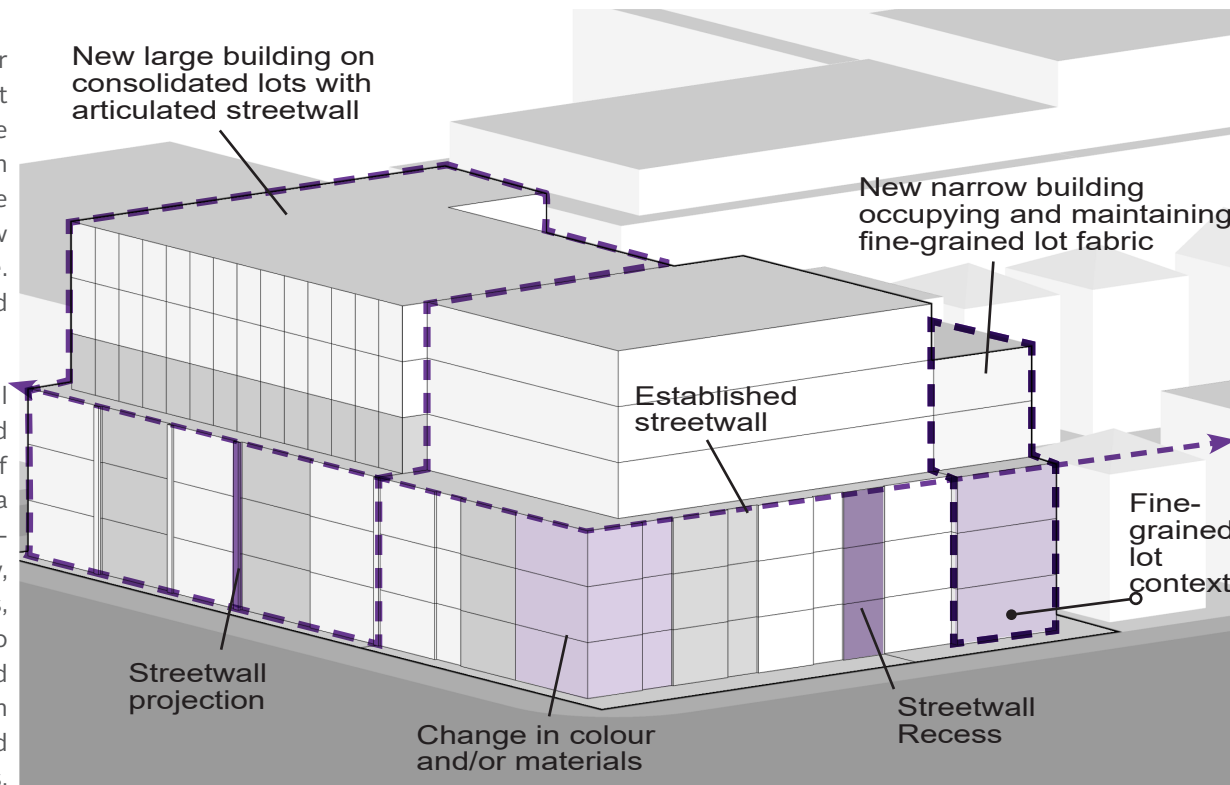 New large building on
consolidated lots with
articulated streetwall
New narrow building
occupying and maintaining
fine-grained lot fabric
Established
streetwall
Fine-
grained
lot
context
Streetwall
projection
Change in colour
and/or materials
Streetwall
Recess